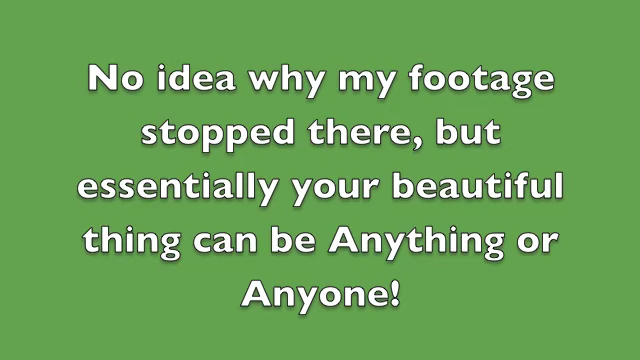 No idea why my footage
stopped there, but
essentially your beautiful
thing can be Anything or
Anyone!